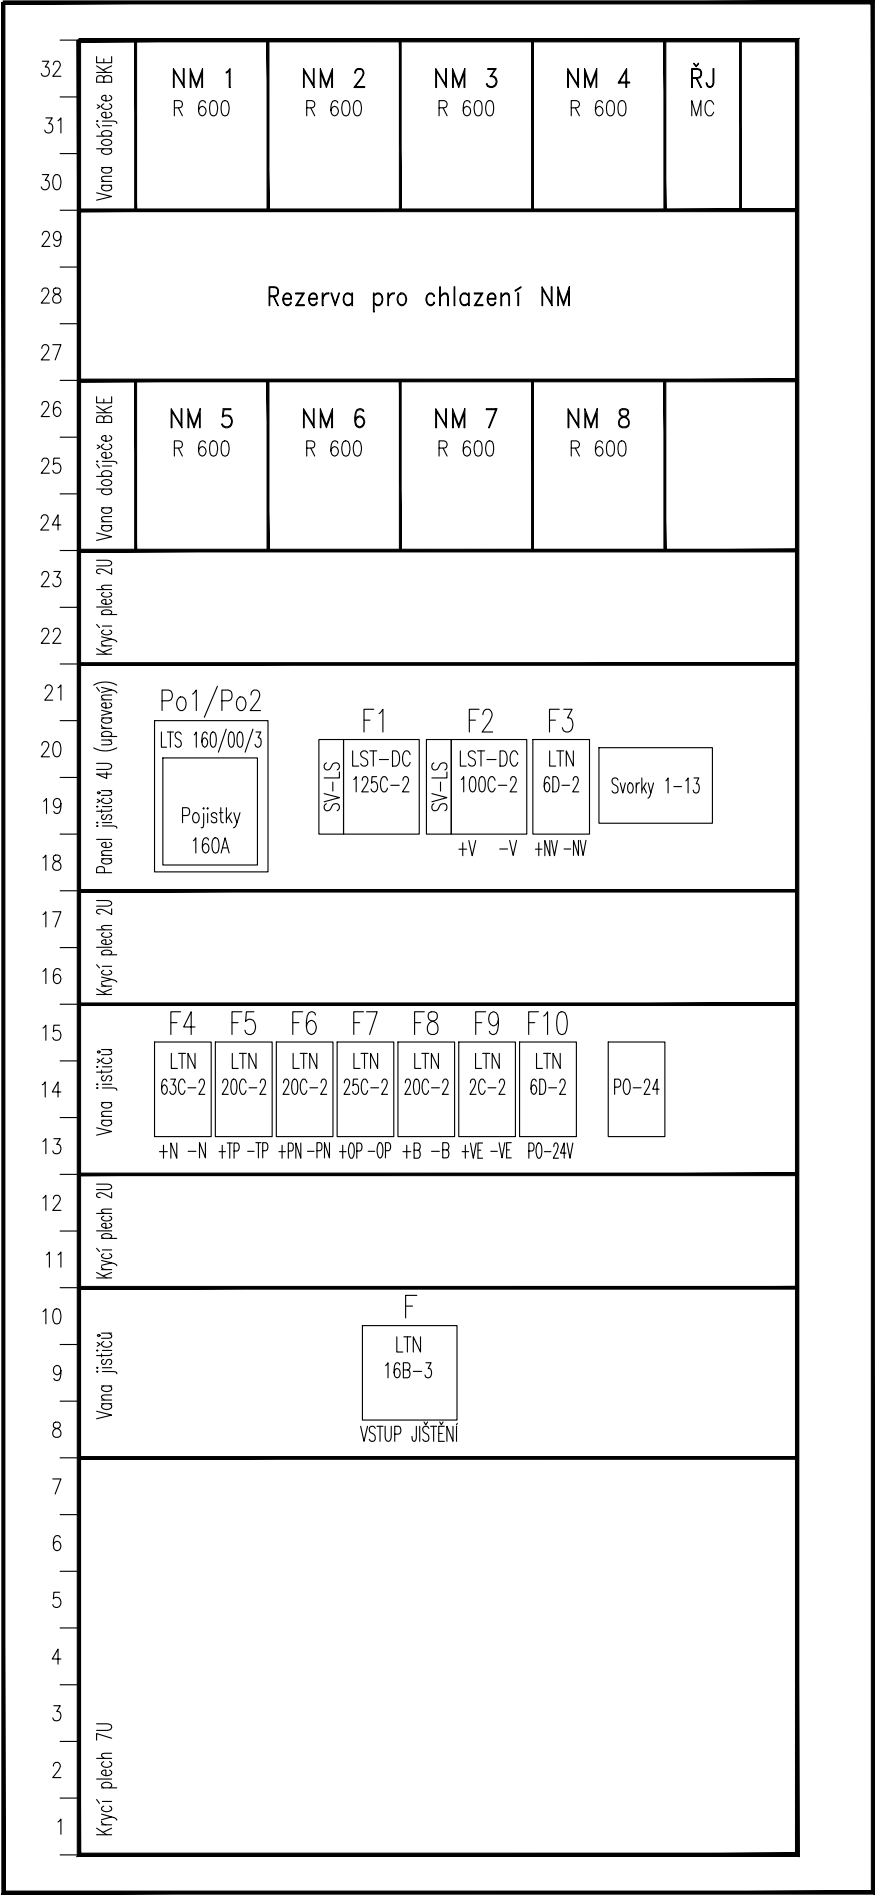 32
31
30
Vana dobíječe BKE
NM 1
R 600
NM 2
R 600
NM 3
R 600
NM 4
R 600
ŘJ
MC
29
28
27
Rezerva pro chlazení NM
26
25
24
Vana dobíječe BKE
NM 5
R 600
NM 6
R 600
NM 7
R 600
NM 8
R 600
23
22
Krycí plech 2U
21
20
19
18
Panel jističů 4U (upravený)
Po1/Po2
LTS 160/00/3
Pojistky
160A
F1
SV-LS
LST-DC
125C-2
F2
SV-LS
LST-DC
100C-2
+V -V
F3
LTN
6D-2
+NV -NV
Svorky 1-13
17
16
Krycí plech 2U
15
14
13
Vana jističů
F4
LTN
63C-2
+N -N
F5
LTN
20C-2
+TP -TP
F6
LTN
20C-2
+PN -PN
F7
LTN
25C-2
+OP -OP
F8
LTN
20C-2
+B -B
F9
LTN
2C-2
+VE -VE
F10
LTN
6D-2
PO-24V
PO-24
12
11
Krycí plech 2U
10
9
8
Vana jističů
F
LTN
16B-3
VSTUP JIŠTĚNÍ
7
6
5
4
3
2
1
Krycí plech 7U